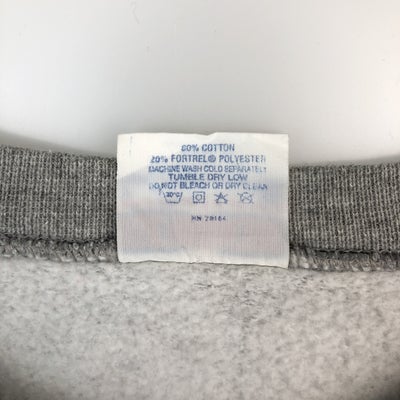 80% COTTON
20% FORTREL® POLYESTER
MACHINE WASH COLD SEPARATELY
TUMBLE DRY LOW
DO NOT BLEACH OR DRY CLEAN
30°C
RN